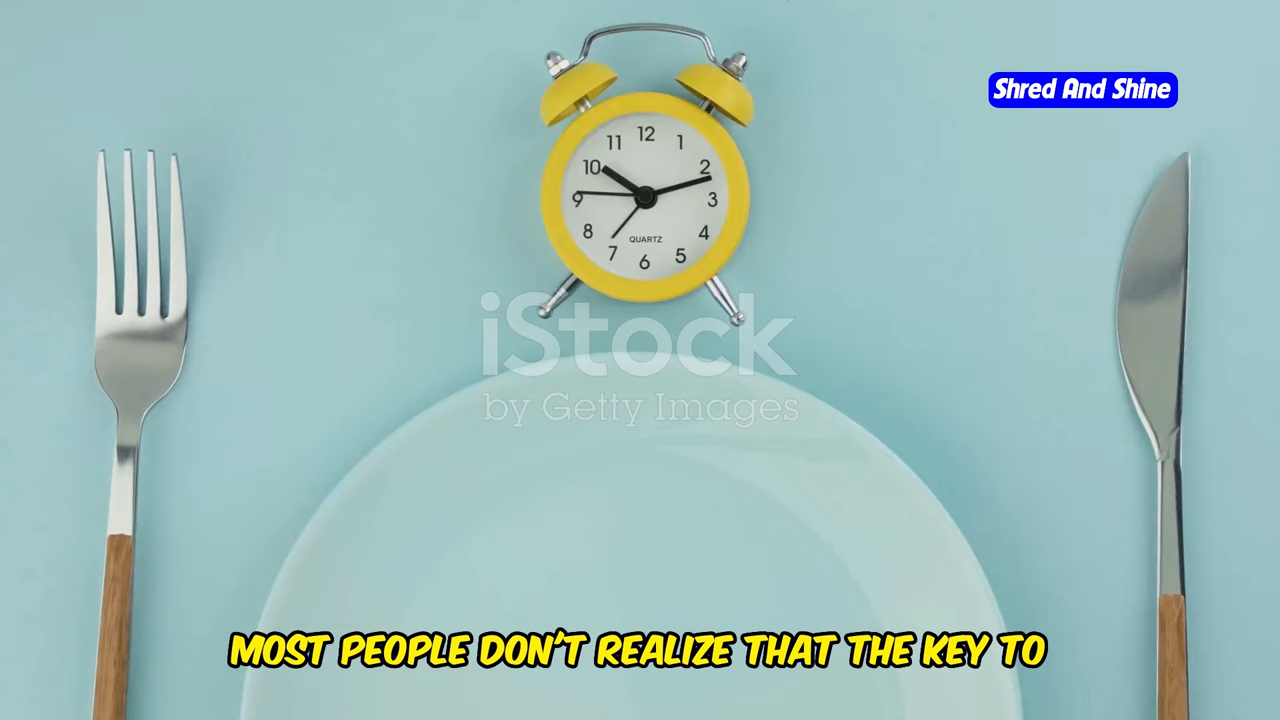 Shred And Shine
12
11
1
10
2
9
3
8
4
QUARTZ
7
5
6
iStock
by Getty Images
MOST PEOPLE DON'T REALIZE THAT THE KEY TO